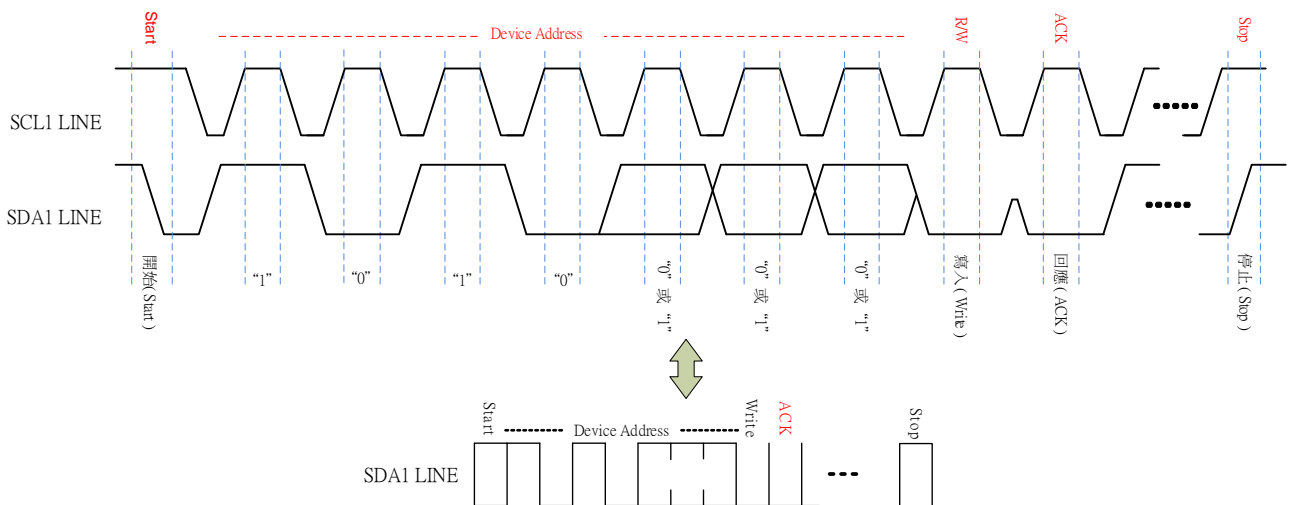 Start
Device Address
R/W
ACK
Stop
SCL1 LINE
SDA1 LINE
開始(Start)
“1”
“0”
“1”
“0”
“0” 或 “1”
“0” 或 “1”
“0” 或 “1”
寫入(Write)
回應(ACK)
停止(Stop)
Start
Device Address
Write
ACK
Stop
SDA1 LINE